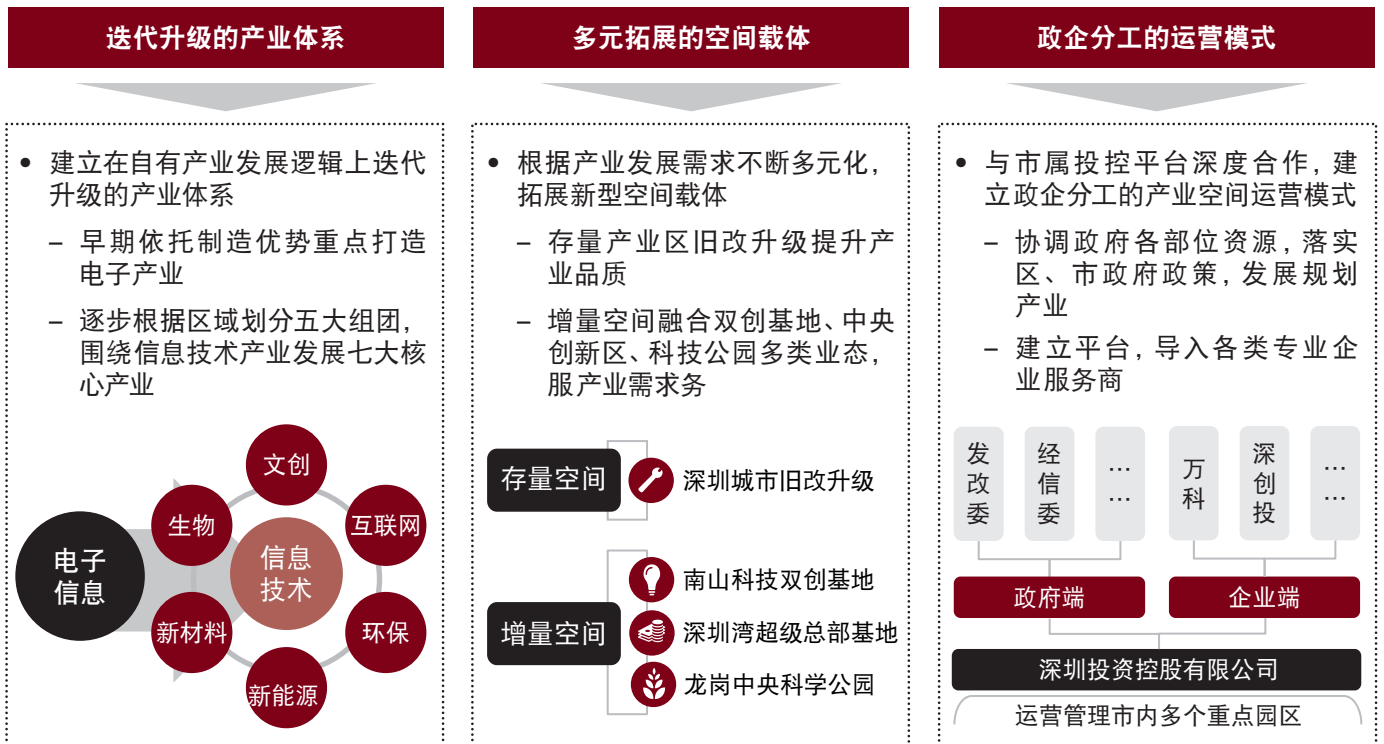 迭代升级的产业体系
• 建立在自有产业发展逻辑上迭代
升级的产业体系
– 早期依托制造优势重点打造
电子产业
– 逐步根据区域划分五大组团，
围绕信息技术产业发展七大核
心产业
文创
生物
互联网
电子
信息
信息
技术
新材料
环保
新能源
多元拓展的空间载体
• 根据产业发展需求不断多元化，
拓展新型空间载体
– 存量产业区旧改升级提升产
业品质
– 增量空间融合双创基地、中央
创新区、科技公园多类业态，
服产业需求务
存量空间
深圳城市旧改升级
增量空间
南山科技双创基地
深圳湾超级总部基地
龙岗中央科学公园
政企分工的运营模式
• 与市属投控平台深度合作，建
立政企分工的产业空间运营模式
– 协调政府各部位资源，落实
区、市政府政策，发展规划
产业
– 建立平台，导入各类专业企
业服务商
发改委
经信委
……
万科
深创投
……
政府端
企业端
深圳投资控股有限公司
运营管理市内多个重点园区